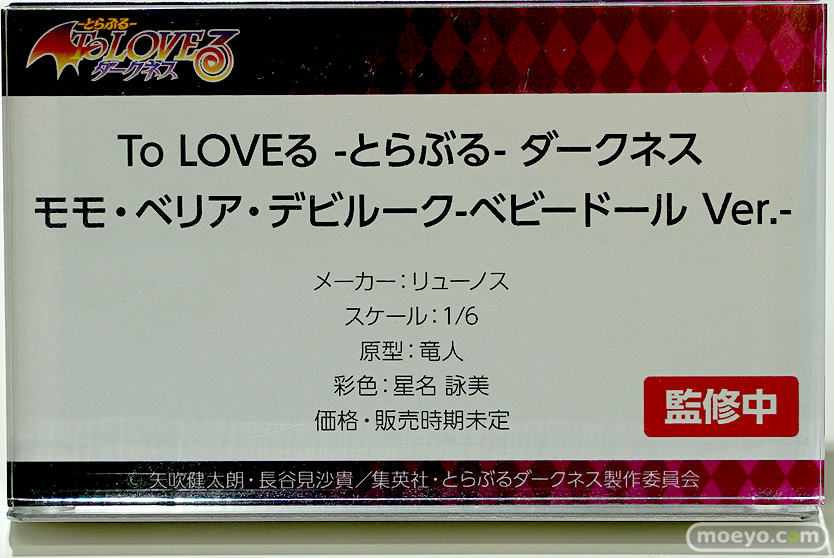 -とらぶる-
To LOVEる
ダークネス
To LOVEる -とらぶる- ダークネス
モモ・ベリア・デビルーク-ベビードール Ver.-
メーカー：リューノス
スケール：1/6
原型：竜人
彩色：星名 詠美
価格・販売時期未定
監修中
© 矢吹健太朗・長谷見沙貴／集英社・とらぶるダークネス製作委員会
moeyo.com